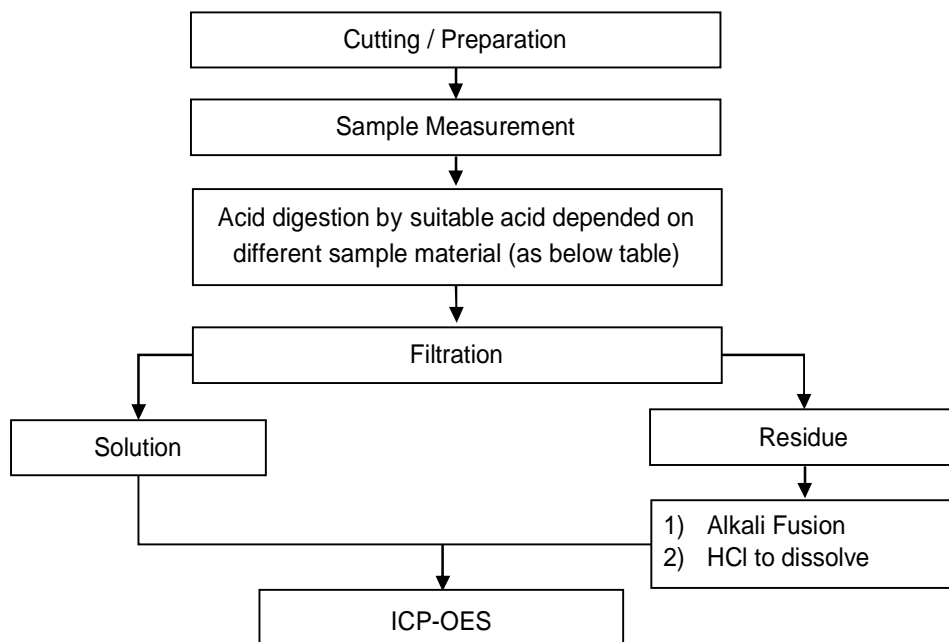 Cutting / Preparation
Sample Measurement
Acid digestion by suitable acid depended on
different sample material (as below table)
Filtration
Solution
Residue
1) Alkali Fusion
2) HCl to dissolve
ICP-OES